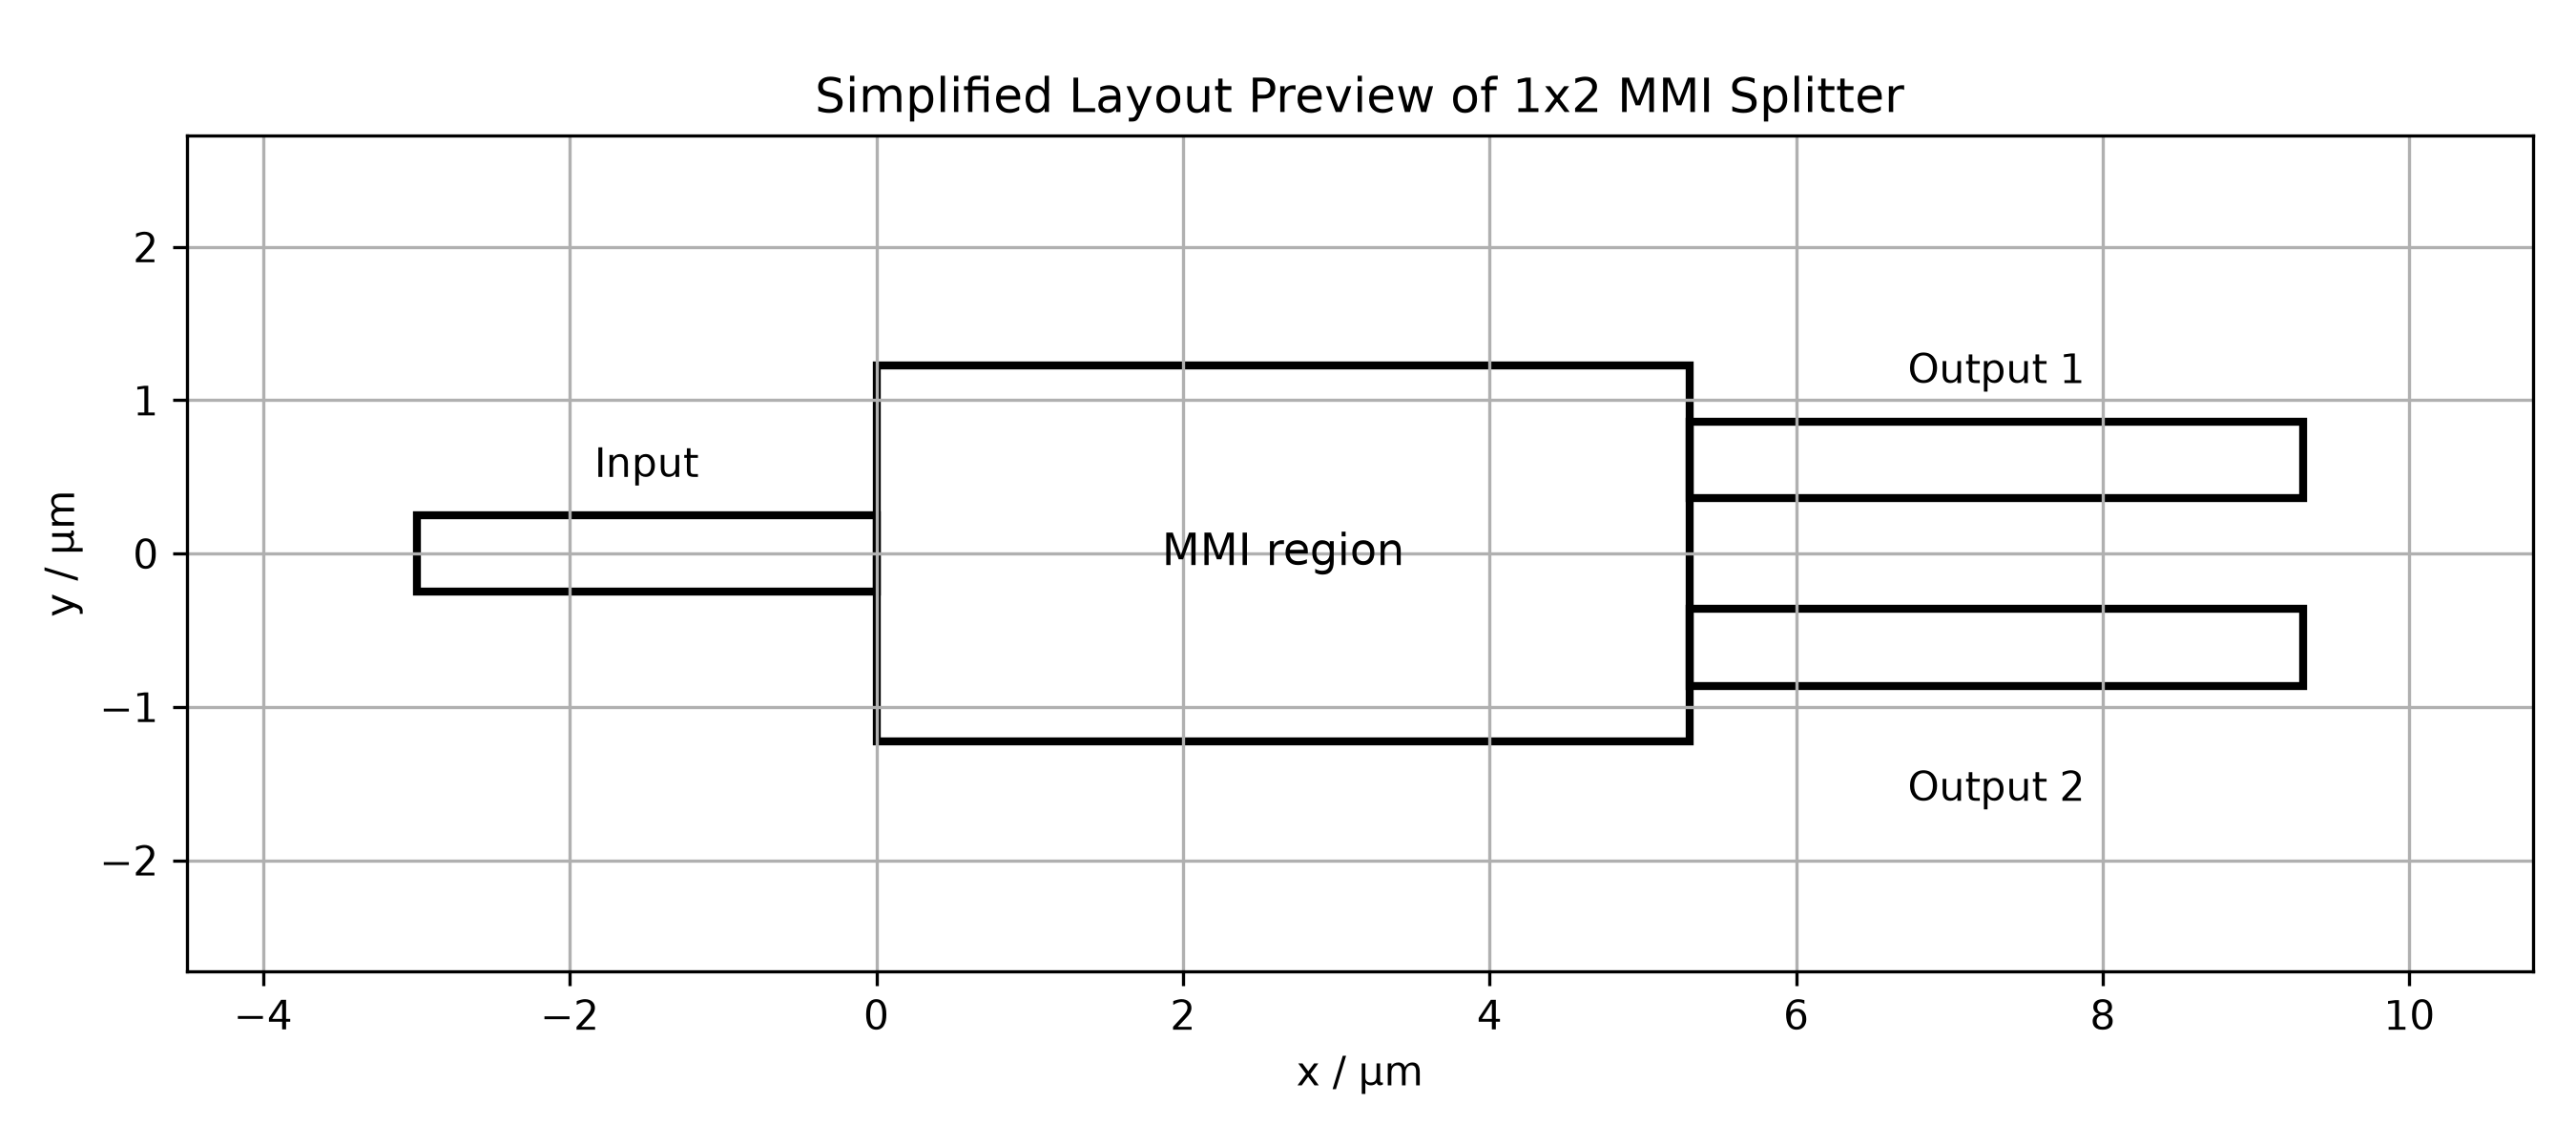 Simplified Layout Preview of 1x2 MMI Splitter
2
1
0
−1
−2
y / μm
Input
MMI region
Output 1
Output 2
−4
−2
0
2
4
6
8
10
x / μm